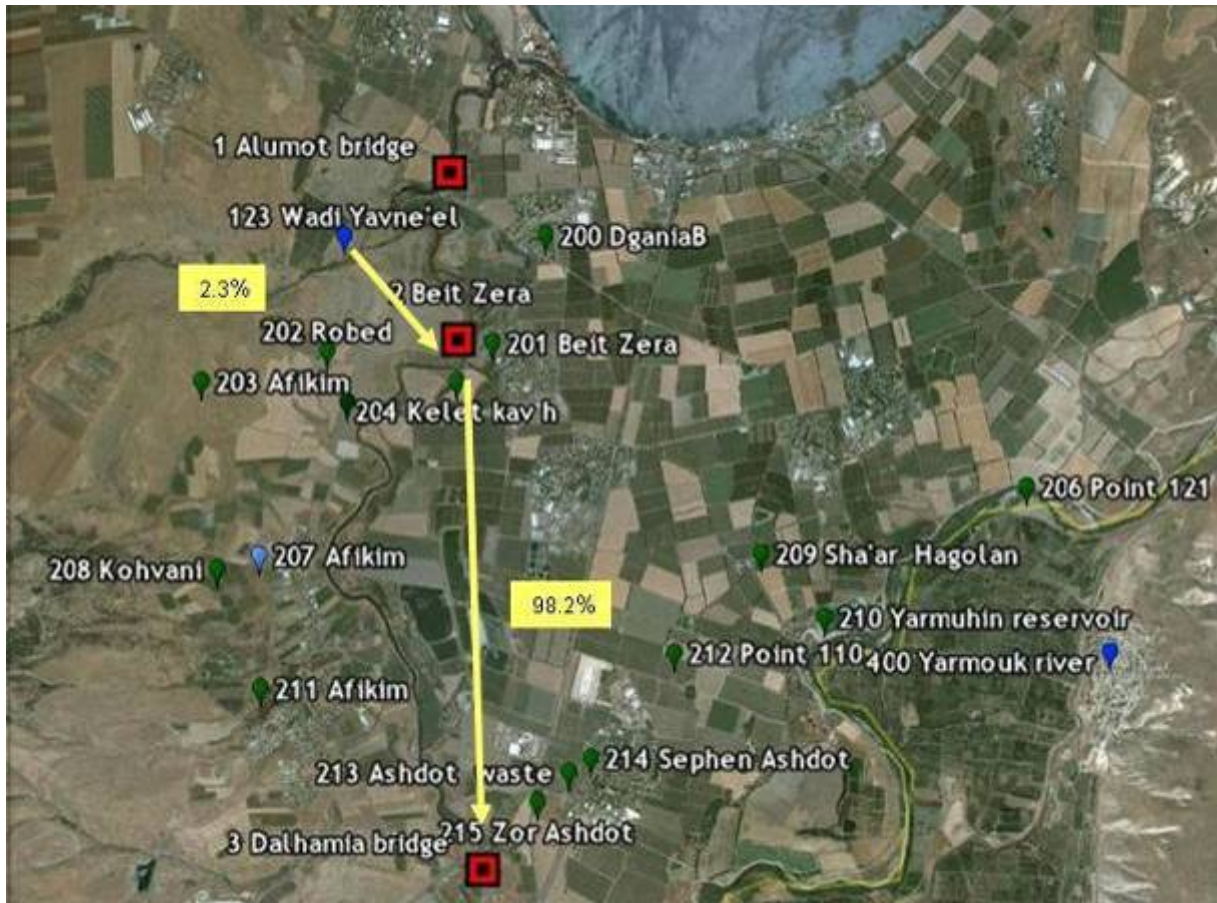 1 Alumot bridge
123 Wadi Yavne'el
200 DganiaB
2.3%
2 Beit Zera
202 Robed
201 Beit Zera
203 Afikim
204 Kelet kav h
206 Point 121
208 Kohvani
207 Afikim
209 Sha'ar Hagolan
98.2%
210 Yarmuhin reservoir
212 Point 110
400 Yarmouk river
211 Afikim
214 Sephen Ashdot
213 Ashdot waste
215 Zor Ashdot
3 Dalhamia bridge